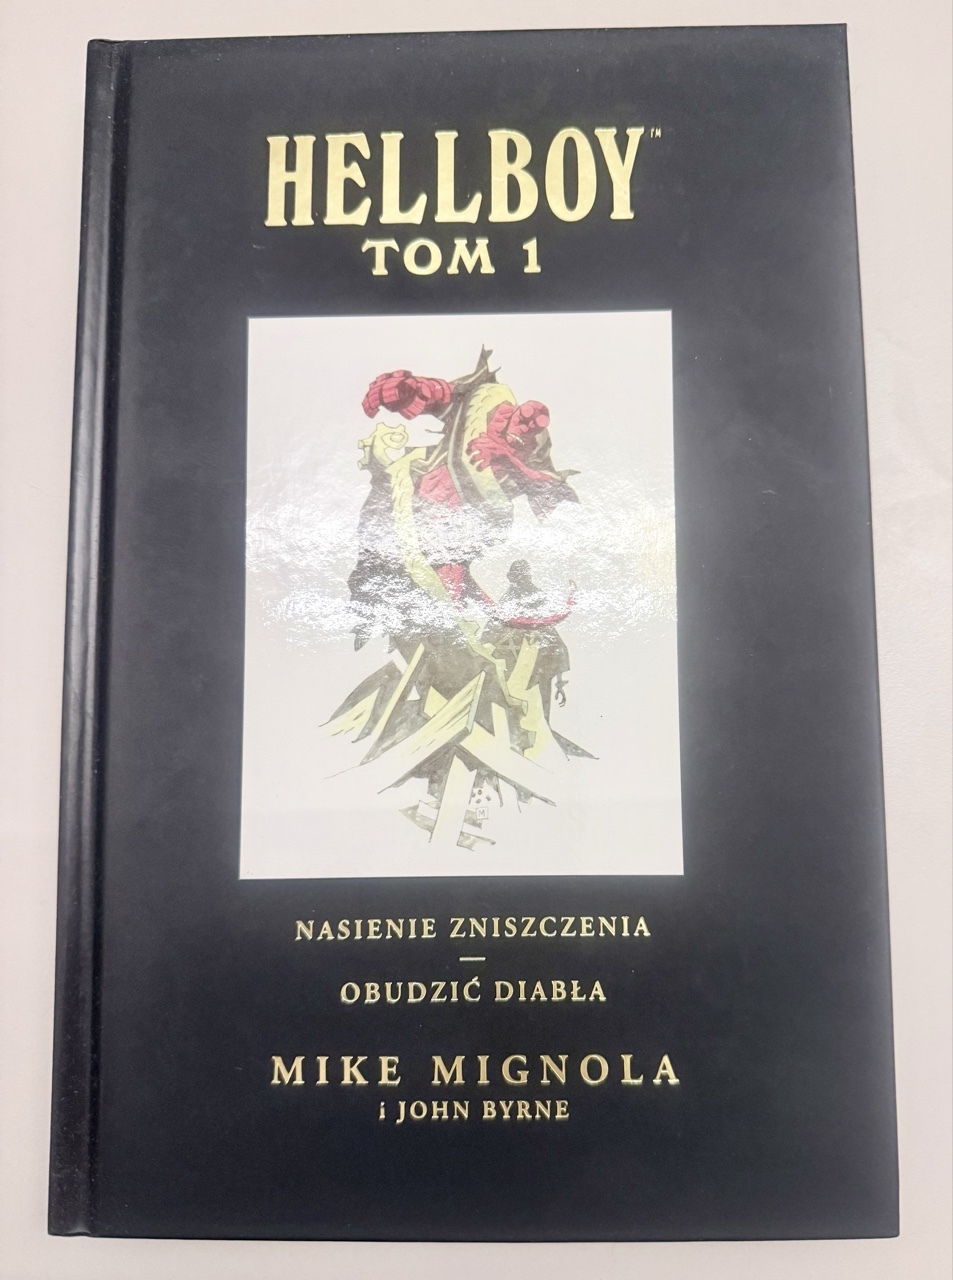 HELLBOY™
TOM 1
M
NASIENIE ZNISZCZENIA
—
OBUDZIĆ DIABŁA
MIKE MIGNOLA
i JOHN BYRNE